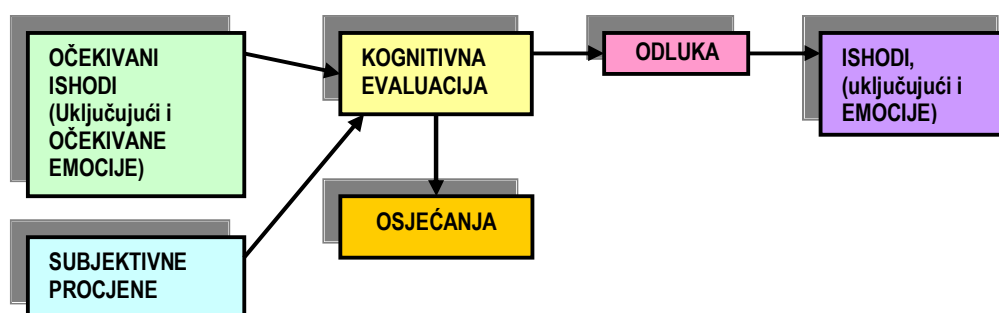 OČEKIVANI
ISHODI
(Uključujući i
OČEKIVANE
EMOCIJE)
KOGNITIVNA
EVALUACIJA
ODLUKA
ISHODI,
(uključujući i
EMOCIJE)
OSJEĆANJA
SUBJEKTIVNE
PROCJENE